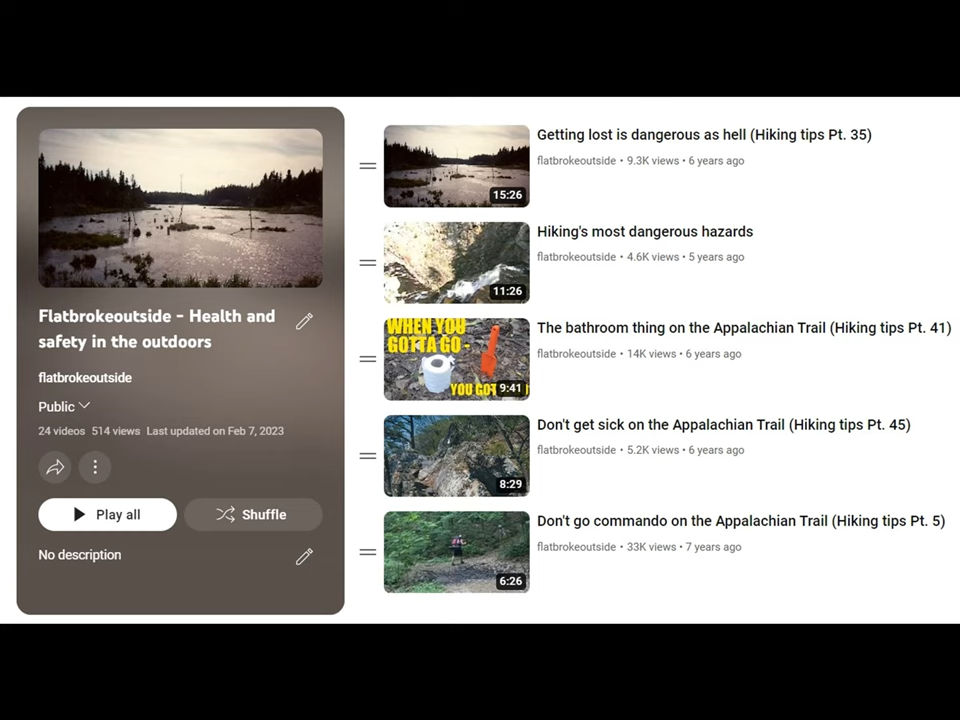 Flatbrokeoutside - Health and
safety in the outdoors
flatbrokeoutside
Public
24 videos 514 views Last updated on Feb 7, 2023
Play all
Shuffle
No description
15:26
Getting lost is dangerous as hell (Hiking tips Pt. 35)
flatbrokeoutside • 9.3K views • 6 years ago
11:26
Hiking's most dangerous hazards
flatbrokeoutside • 4.6K views • 5 years ago
WHEN YOU
GOTTA GO -
YOU GOT
9:41
The bathroom thing on the Appalachian Trail (Hiking tips Pt. 41)
flatbrokeoutside • 14K views • 6 years ago
8:29
Don't get sick on the Appalachian Trail (Hiking tips Pt. 45)
flatbrokeoutside • 5.2K views • 6 years ago
6:26
Don't go commando on the Appalachian Trail (Hiking tips Pt. 5)
flatbrokeoutside • 33K views • 7 years ago